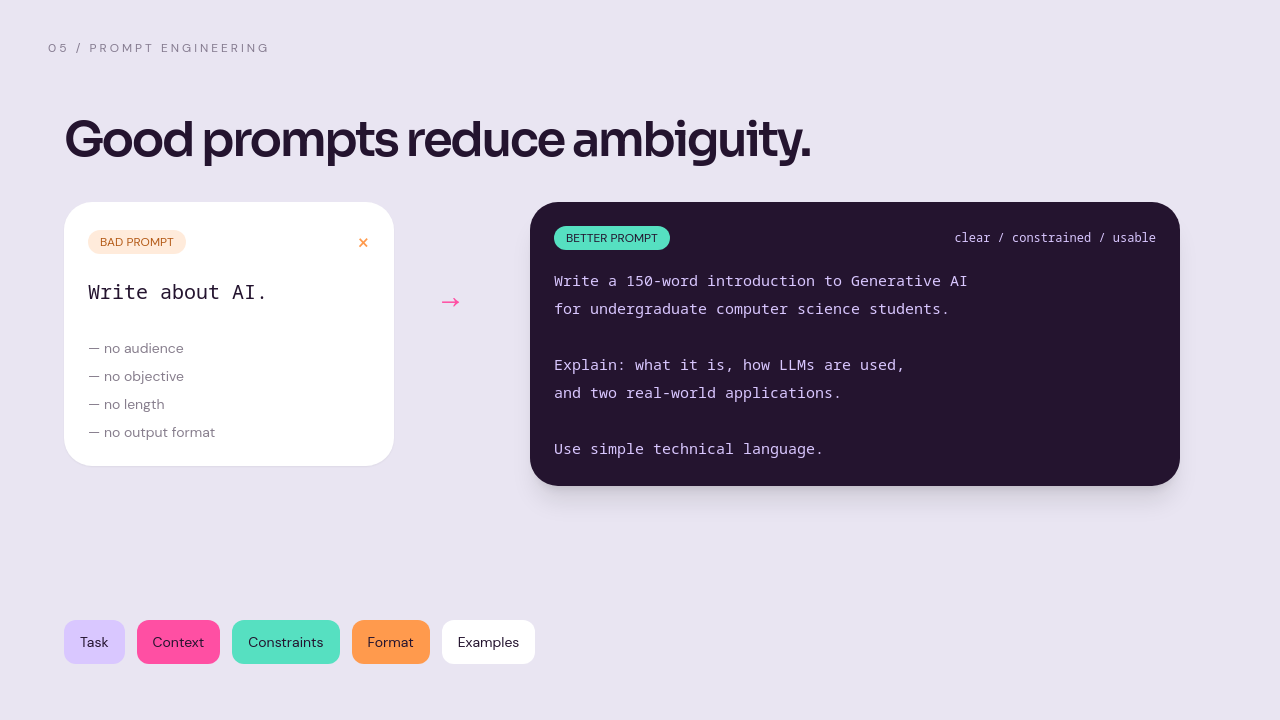 05 / PROMPT ENGINEERING
Good prompts reduce ambiguity.
BAD PROMPT
×
Write about AI.
— no audience
— no objective
— no length
— no output format
→
BETTER PROMPT
clear / constrained / usable
Write a 150-word introduction to Generative AI
for undergraduate computer science students.
Explain: what it is, how LLMs are used,
and two real-world applications.
Use simple technical language.
Task
Context
Constraints
Format
Examples